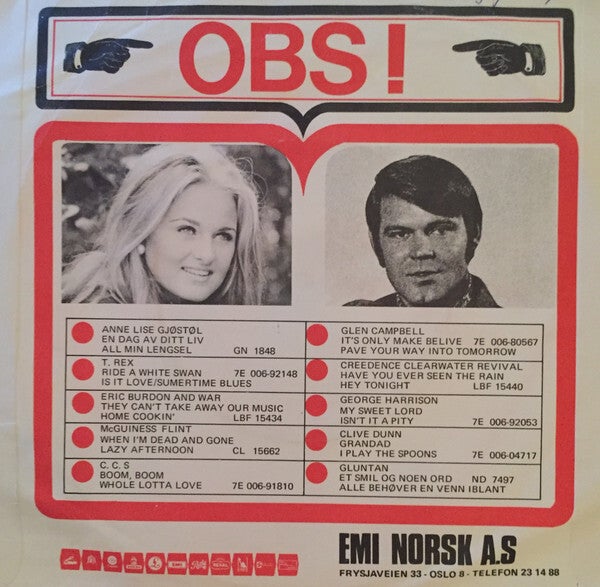 OBS!
ANNE LISE GJØSTØL
EN DAG AV DITT LIV
ALL MIN LENGSEL GN 1848
T. REX
RIDE A WHITE SWAN 7E 006-92148
IS IT LOVE/SUMERTIME BLUES
ERIC BURDON AND WAR
THEY CAN'T TAKE AWAY OUR MUSIC
HOME COOKIN' LBF 15434
McGUINESS FLINT
WHEN I'M DEAD AND GONE
LAZY AFTERNOON CL 15662
C. C. S
BOOM, BOOM
WHOLE LOTTA LOVE 7E 006-91810
GLEN CAMPBELL
IT'S ONLY MAKE BELIVE 7E 006-80567
PAVE YOUR WAY INTO TOMORROW
CREEDENCE CLEARWATER REVIVAL
HAVE YOU EVER SEEN THE RAIN
HEY TONIGHT LBF 15440
GEORGE HARRISON
MY SWEET LORD
ISN'T IT A PITY 7E 006-92053
CLIVE DUNN
GRANDAD
I PLAY THE SPOONS 7E 006-04717
GLUNTAN
ET SMIL OG NOEN ORD ND 7497
ALLE BEHØVER EN VENN IBLANT
EMI NORSK A.S
FRYSJAVEIEN 33 - OSLO 8 - TELEFON 23 14 88